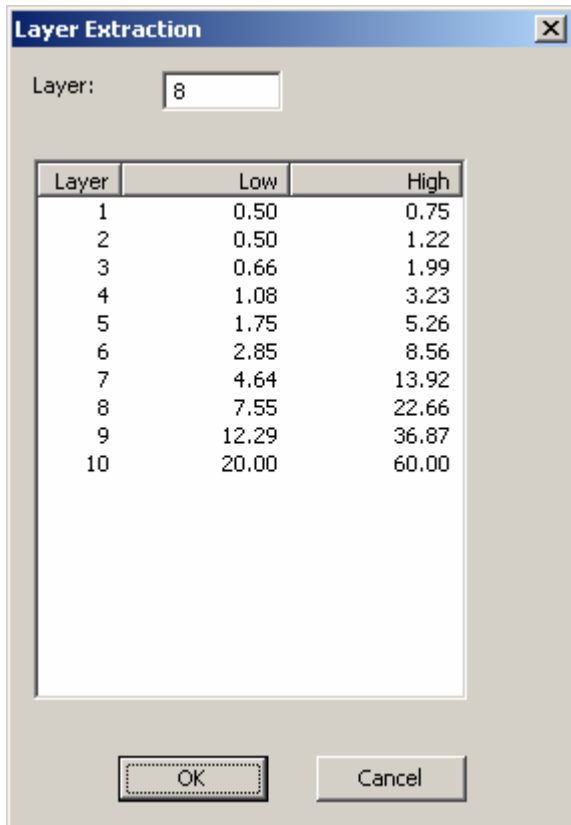 Layer Extraction
Layer: 8
Layer Low High
1 0.50 0.75
2 0.50 1.22
3 0.66 1.99
4 1.08 3.23
5 1.75 5.26
6 2.85 8.56
7 4.64 13.92
8 7.55 22.66
9 12.29 36.87
10 20.00 60.00
OK Cancel